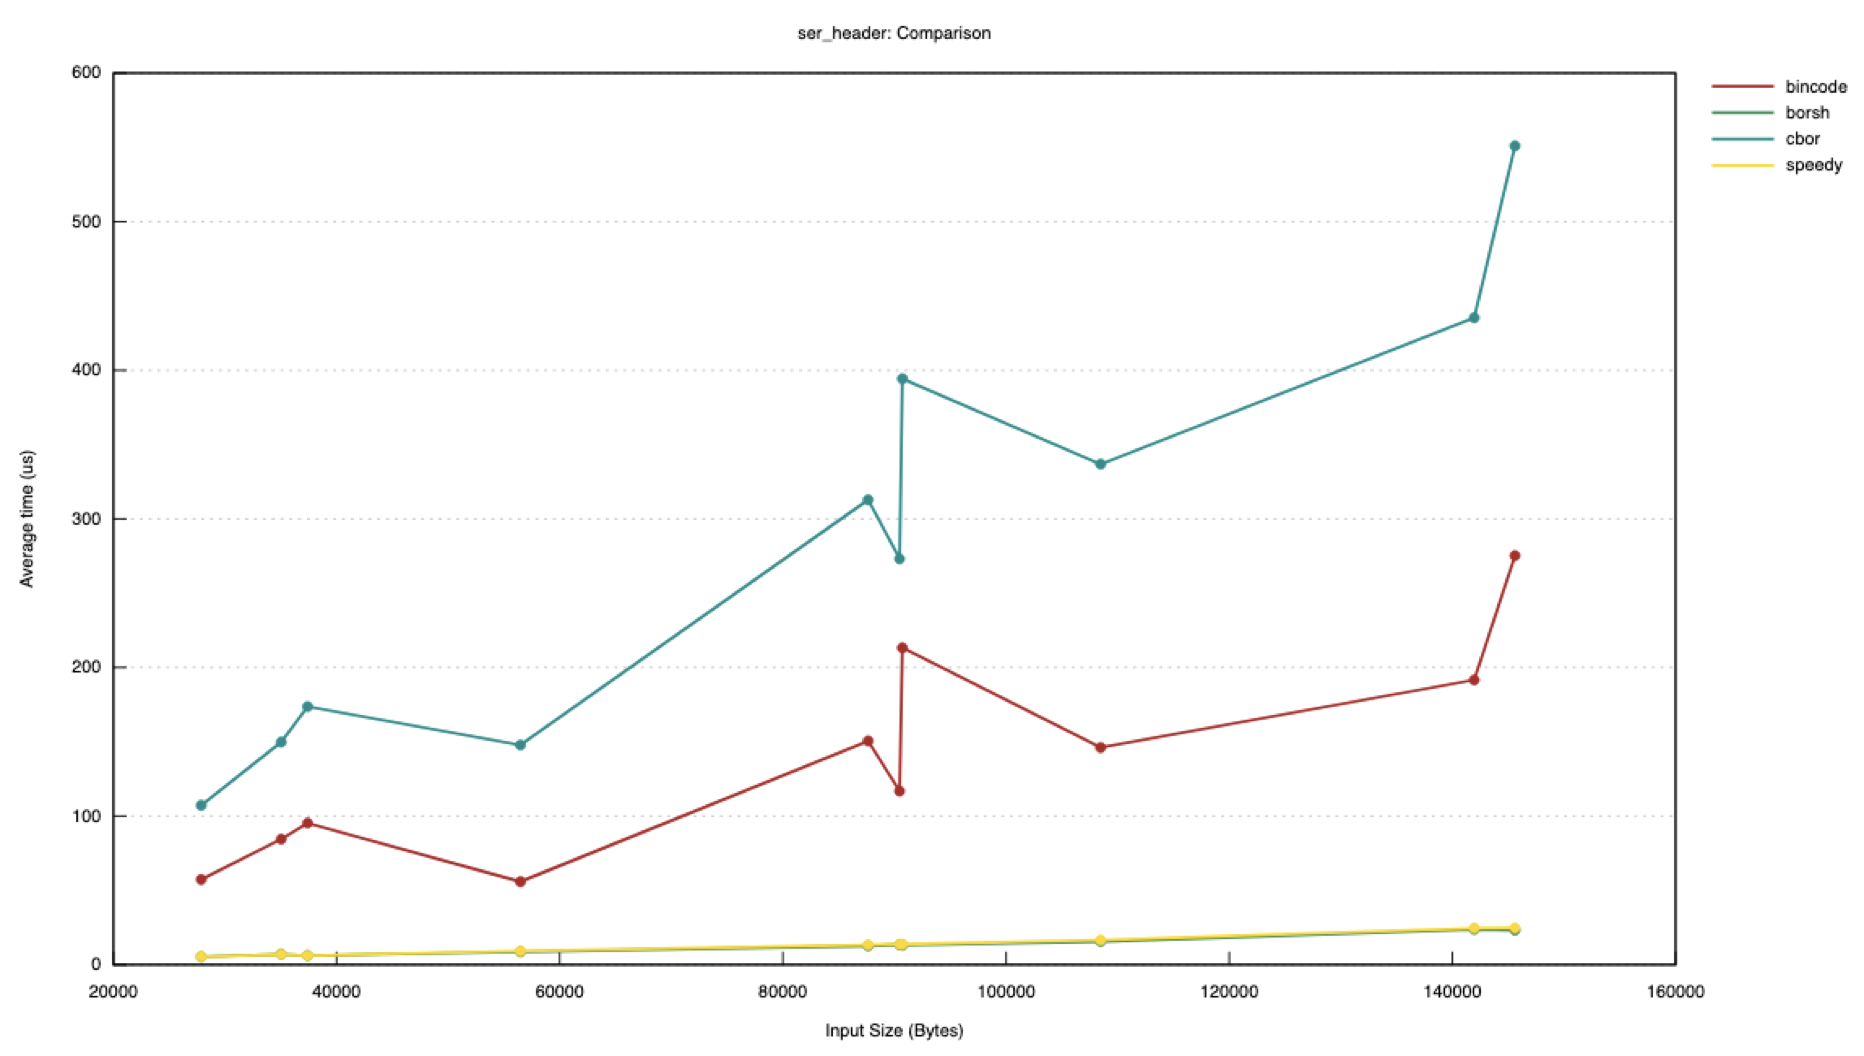 ser_header: Comparison
600
500
400
300
200
100
0
Average time (us)
20000 40000 60000 80000 100000 120000 140000 160000
Input Size (Bytes)
bincode
borsh
cbor
speedy